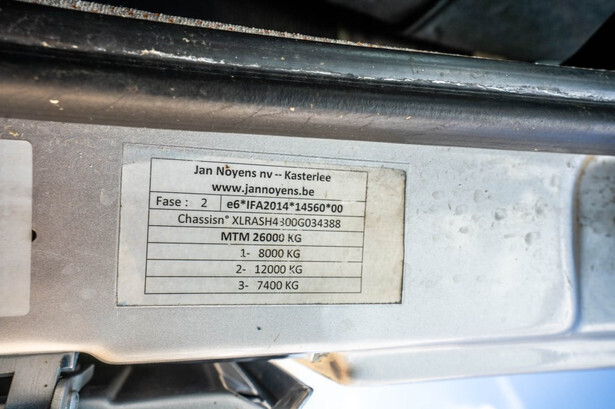 Jan Noyens nv -- Kasterlee
www.jannoyens.be
Fase : 2 e6*IFA2014*14560*00
Chassisn° XLRASH4300G034388
MTM 26000 KG
1- 8000 KG
2- 12000 KG
3- 7400 KG